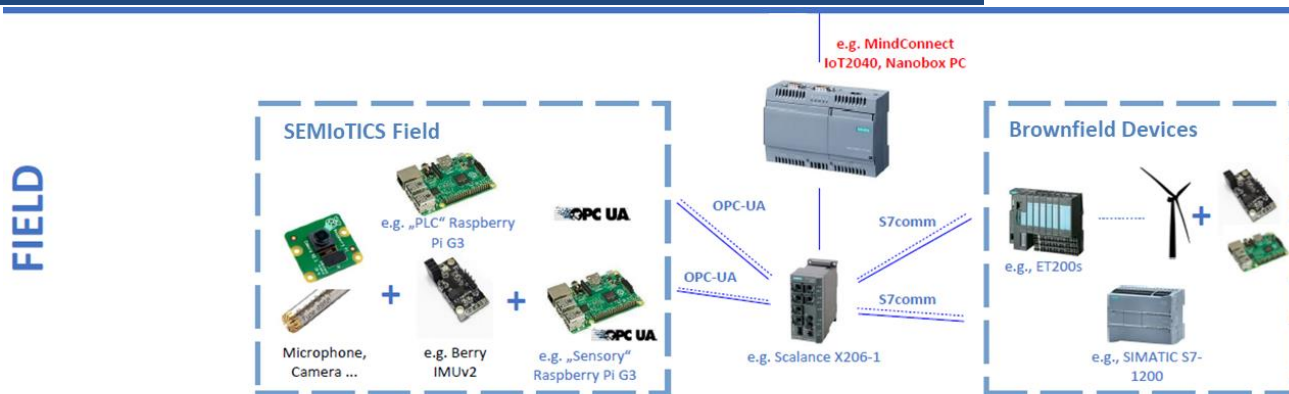 FIELD
e.g. MindConnect
IoT2040, Nanobox PC
SEMIoTICS Field
e.g. „PLC“ Raspberry
Pi G3
OPC UA
Microphone,
Camera ...
+
e.g. Berry
IMUv2
+
OPC UA
e.g. „Sensory“
Raspberry Pi G3
OPC-UA
OPC-UA
S7comm
S7comm
e.g. Scalance X206-1
Brownfield Devices
e.g., ET200s
+
e.g., SIMATIC S7-
1200